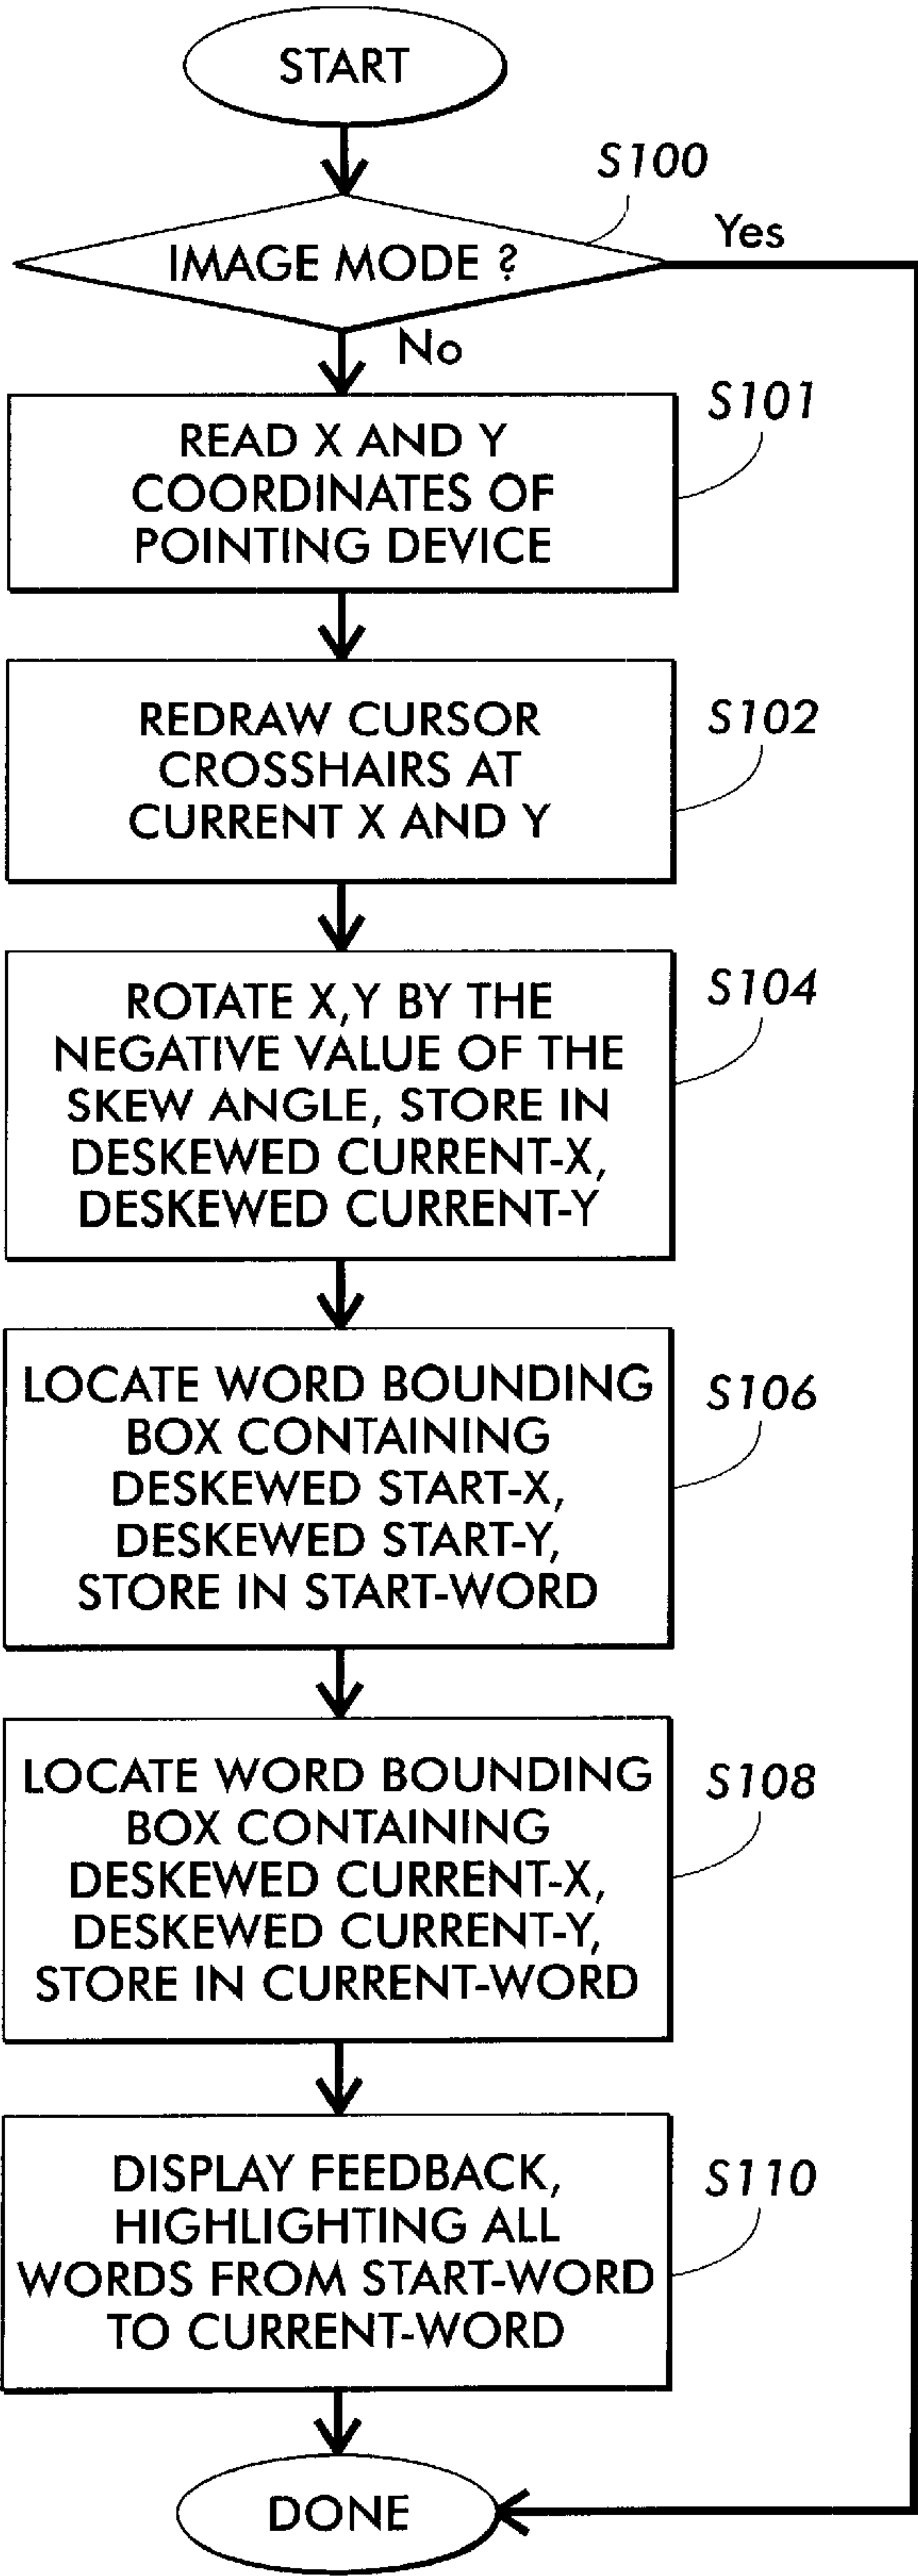 START
S100
IMAGE MODE ?
Yes
No
S101
READ X AND Y
COORDINATES OF
POINTING DEVICE
S102
REDRAW CURSOR
CROSSHAIRS AT
CURRENT X AND Y
S104
ROTATE X,Y BY THE
NEGATIVE VALUE OF THE
SKEW ANGLE, STORE IN
DESKEWED CURRENT-X,
DESKEWED CURRENT-Y
S106
LOCATE WORD BOUNDING
BOX CONTAINING
DESKEWED START-X,
DESKEWED START-Y,
STORE IN START-WORD
S108
LOCATE WORD BOUNDING
BOX CONTAINING
DESKEWED CURRENT-X,
DESKEWED CURRENT-Y,
STORE IN CURRENT-WORD
S110
DISPLAY FEEDBACK,
HIGHLIGHTING ALL
WORDS FROM START-WORD
TO CURRENT-WORD
DONE